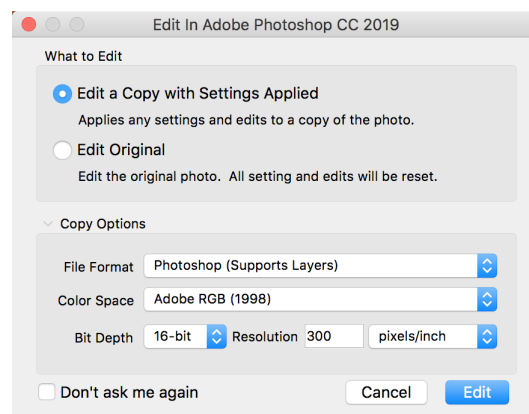 Edit In Adobe Photoshop CC 2019
What to Edit
Edit a Copy with Settings Applied
Applies any settings and edits to a copy of the photo.
Edit Original
Edit the original photo.  All setting and edits will be reset.
Copy Options
File Format Photoshop (Supports Layers)
Color Space Adobe RGB (1998)
Bit Depth 16-bit Resolution 300 pixels/inch
Don't ask me again Cancel Edit